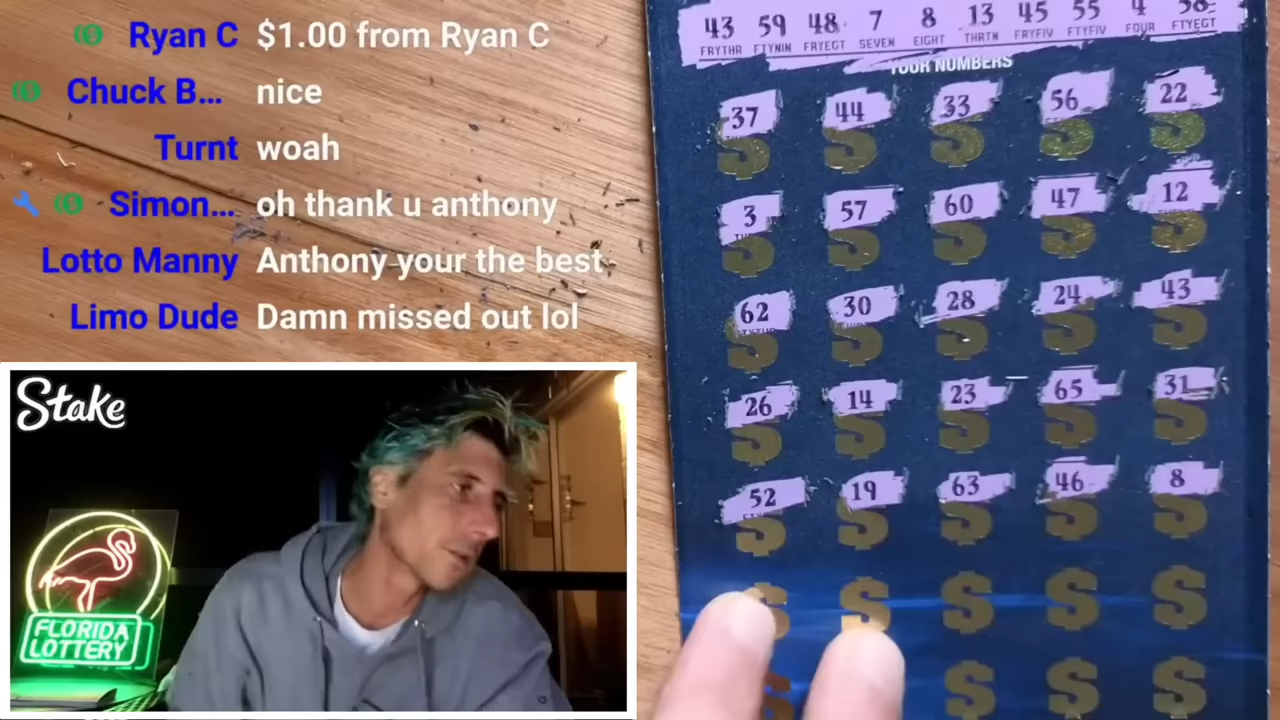 Ryan C $1.00 from Ryan C
Chuck B... nice
Turnt woah
Simon... oh thank u anthony
Lotto Manny Anthony your the best
Limo Dude Damn missed out lol
Stake
FLORIDA
LOTTERY
43 59 48 7 8 13 45 55 4 58
FRYTHR FTYNIN FRYEGT SEVEN EIGHT THRTN FRYFIV FTYFIV FOUR FTYEGT
YOUR NUMBERS
37 44 33 56 22
$ $ $ $ $
3 57 60 47 12
$ $ $ $ $
62 30 28 24 43
$ $ $ $ $
26 14 23 65 31
$ $ $ $ $
52 19 63 46 8
$ $ $ $ $
$ $ $ $ $
$ $ $ $